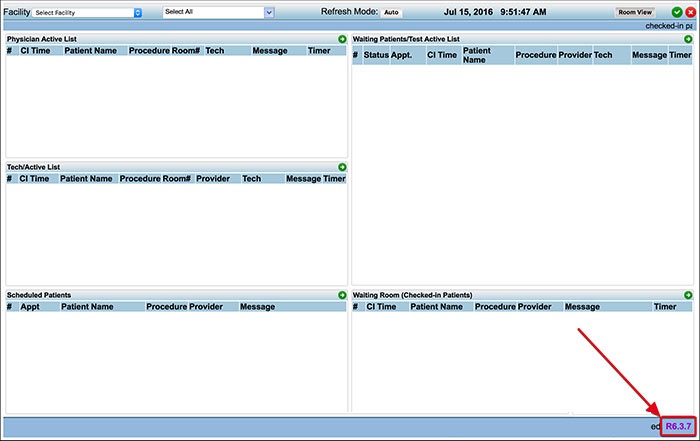 Facility Select Facility Select All Refresh Mode: Auto Jul 15, 2016 9:51:47 AM Room View
checked-in pa
Physician Active List
# CI Time Patient Name Procedure Room# Tech Message Timer
Waiting Patients/Test Active List
# Status Appt. CI Time Patient Name Procedure Provider Tech Message Timer
Tech/Active List
# CI Time Patient Name Procedure Room# Provider Tech Message Timer
Scheduled Patients
# Appt Patient Name Procedure Provider Message
Waiting Room (Checked-in Patients)
# CI Time Patient Name Procedure Provider Message Timer
ed R6.3.7